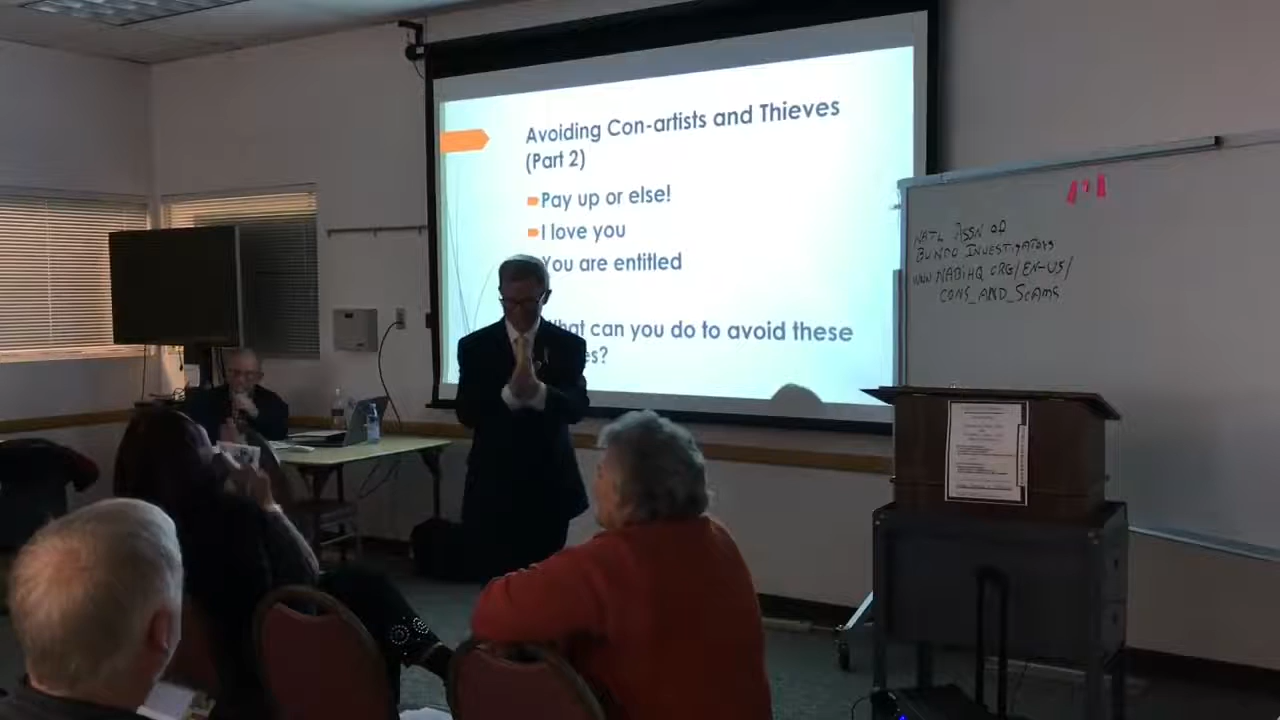 Avoiding Con-artists and Thieves
(Part 2)
Pay up or else!
I love you
You are entitled
What can you do to avoid these
es?
NATL ASSN OF
BUNCO INVESTIGATORS
WWW.NABIHQ.ORG/EN-US/
CONS_AND_SCAMS